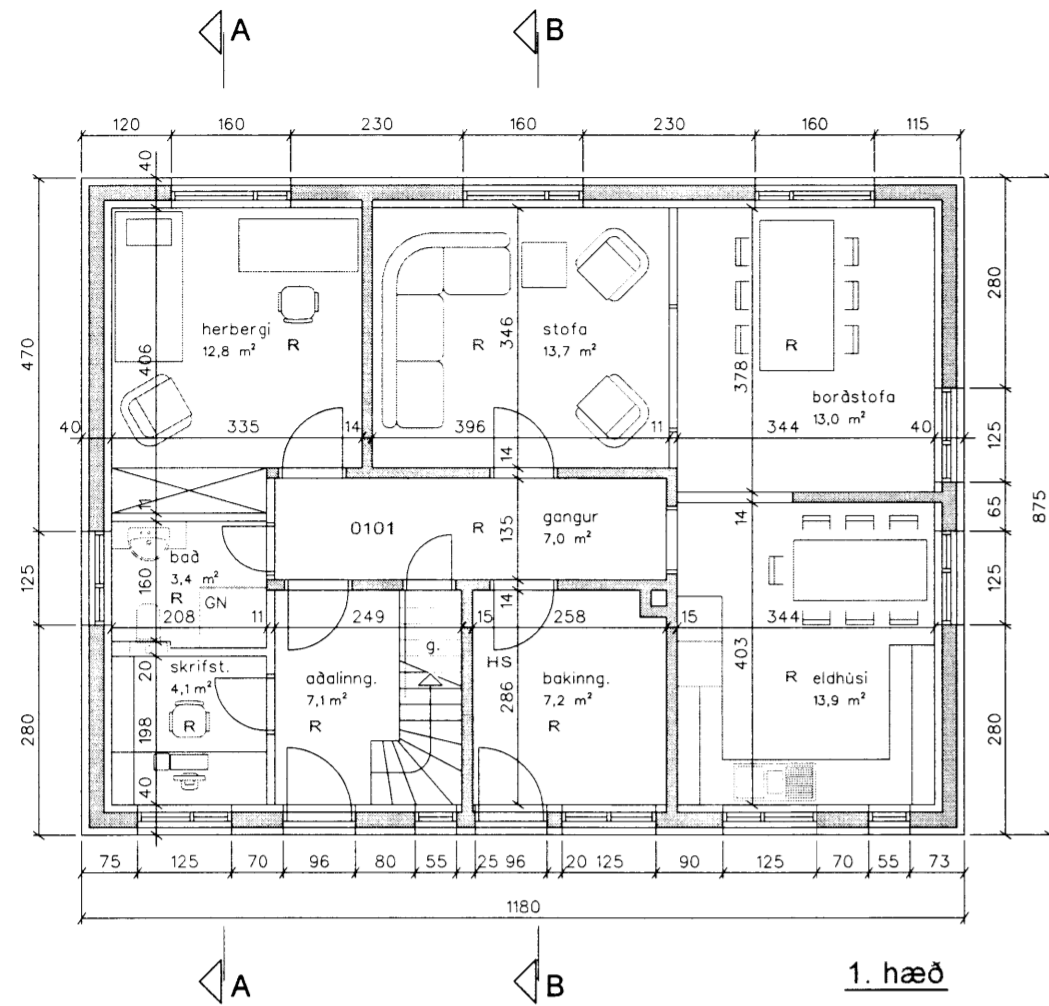 A B
120 160 230 160 230 160 115
40
470
40
125
280
herbergi
12,8 m²
R
406
335
14
stofa
13,7 m²
R
346
396
11
14
borðstofa
13,0 m²
R
378
344
40
280
125
65
125
280
875
11
0101
R
135
gangur
7,0 m²
14
bað
3,4 m²
R
160
GN
208
11
249
14
15
258
15
344
403
g.
HS
20
skrifst.
4,1 m²
R
198
40
aðalinng.
7,1 m²
R
286
bakinng.
7,2 m²
R
R
eldhúsi
13,9 m²
75 125 70 96 80 55 25 96 20 125 90 125 70 55 73
1180
A B
1. hæð